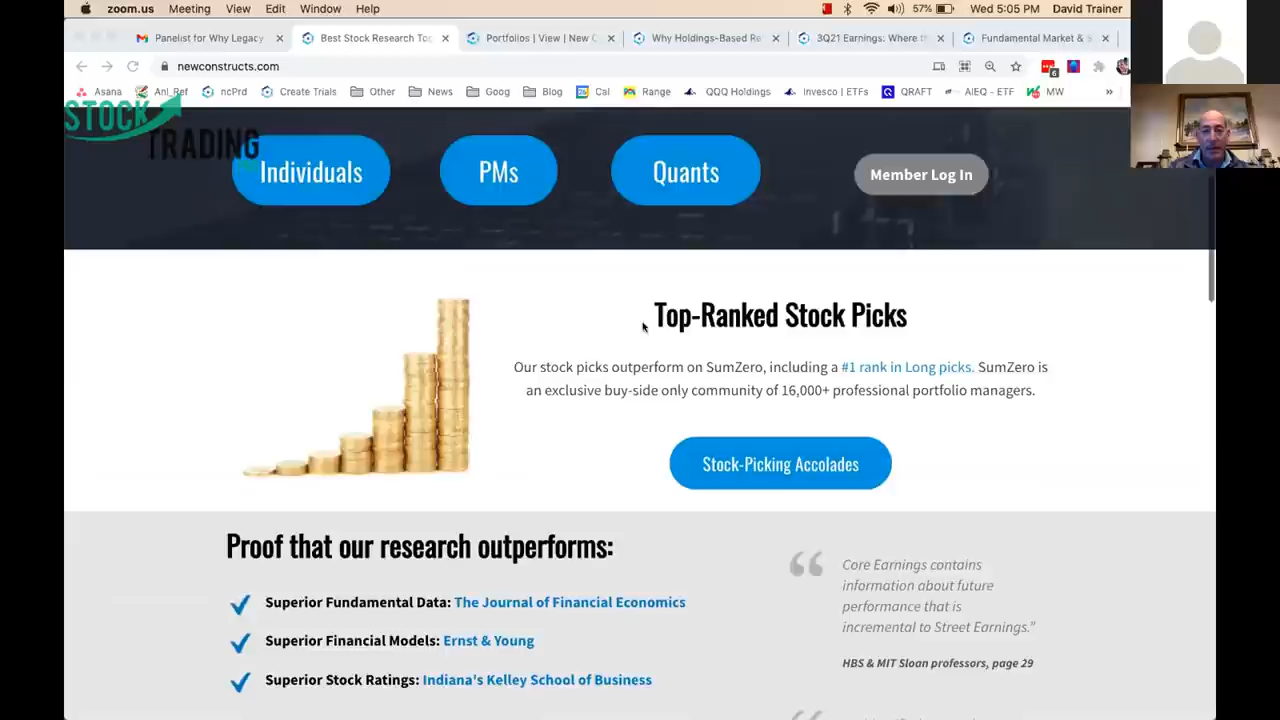 zoom.us Meeting View Edit Window Help 57% Wed 5:05 PM David Trainer
Panelist for Why Legacy Best Stock Research Too Portfolios | View | New C Why Holdings-Based Re 3Q21 Earnings: Where th Fundamental Market & S
newconstructs.com
6
Asana Ani_Ref ncPrd Create Trials Other News Goog Blog Cal Range QQQ Holdings Invesco | ETFs QRAFT AIEQ - ETF MW »
STOCK
TRADING
Individuals PMs Quants Member Log In
Top-Ranked Stock Picks
Our stock picks outperform on SumZero, including a #1 rank in Long picks. SumZero is
an exclusive buy-side only community of 16,000+ professional portfolio managers.
Stock-Picking Accolades
Proof that our research outperforms:
Superior Fundamental Data: The Journal of Financial Economics
Superior Financial Models: Ernst & Young
Superior Stock Ratings: Indiana's Kelley School of Business
“
Core Earnings contains
information about future
performance that is
incremental to Street Earnings.”
HBS & MIT Sloan professors, page 29